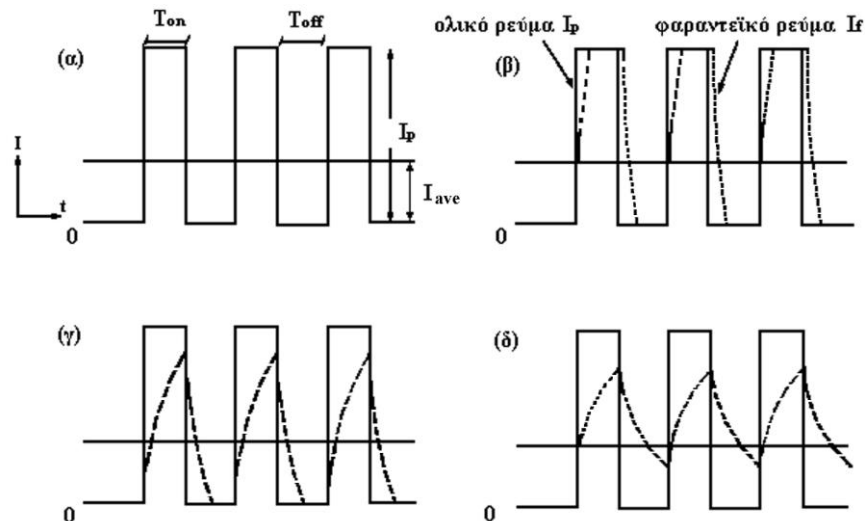 Ton
Toff
(α)
I
t
Ip
Iave
0
ολικό ρεύμα Ip
φαραντεϊκό ρεύμα If
(β)
0
(γ)
0
(δ)
0